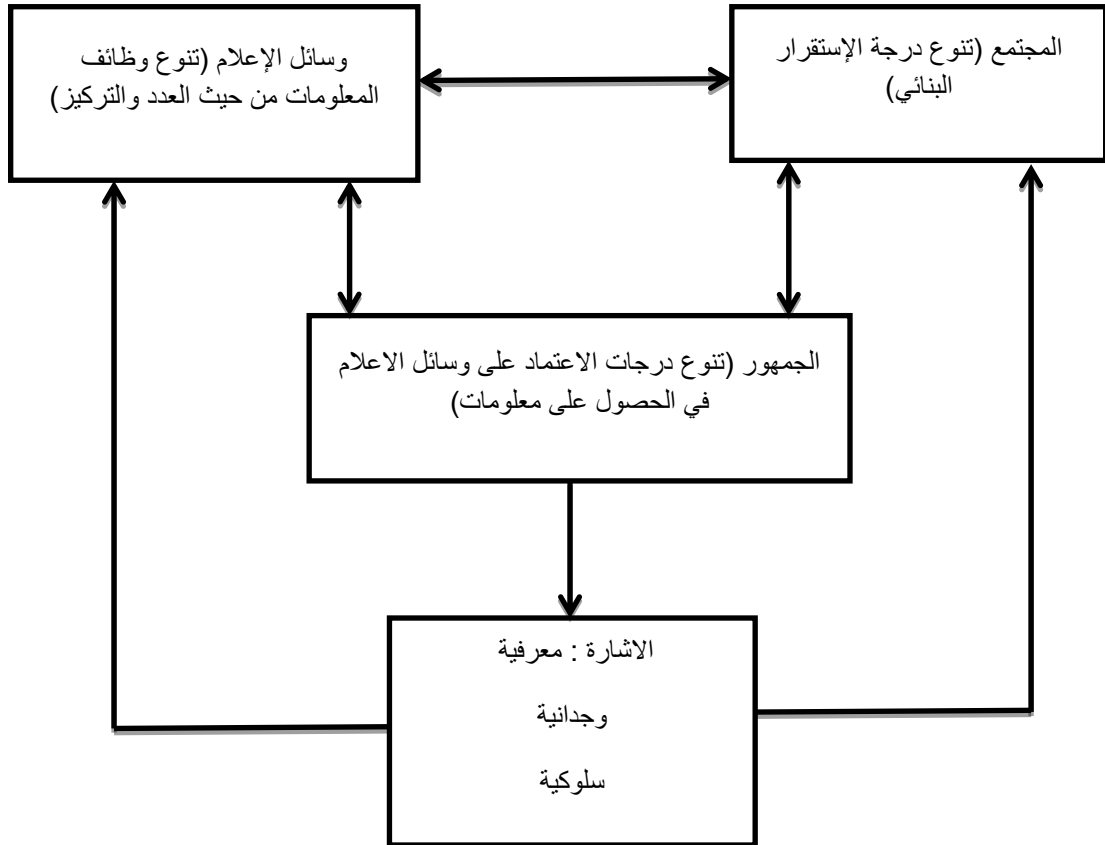 المجتمع (تنوع درجة الإستقرار
البنائي)
وسائل الإعلام (تنوع وظائف
المعلومات من حيث العدد والتركيز)
الجمهور (تنوع درجات الاعتماد على وسائل الاعلام
في الحصول على معلومات)
الاشارة : معرفية
وجدانية
سلوكية